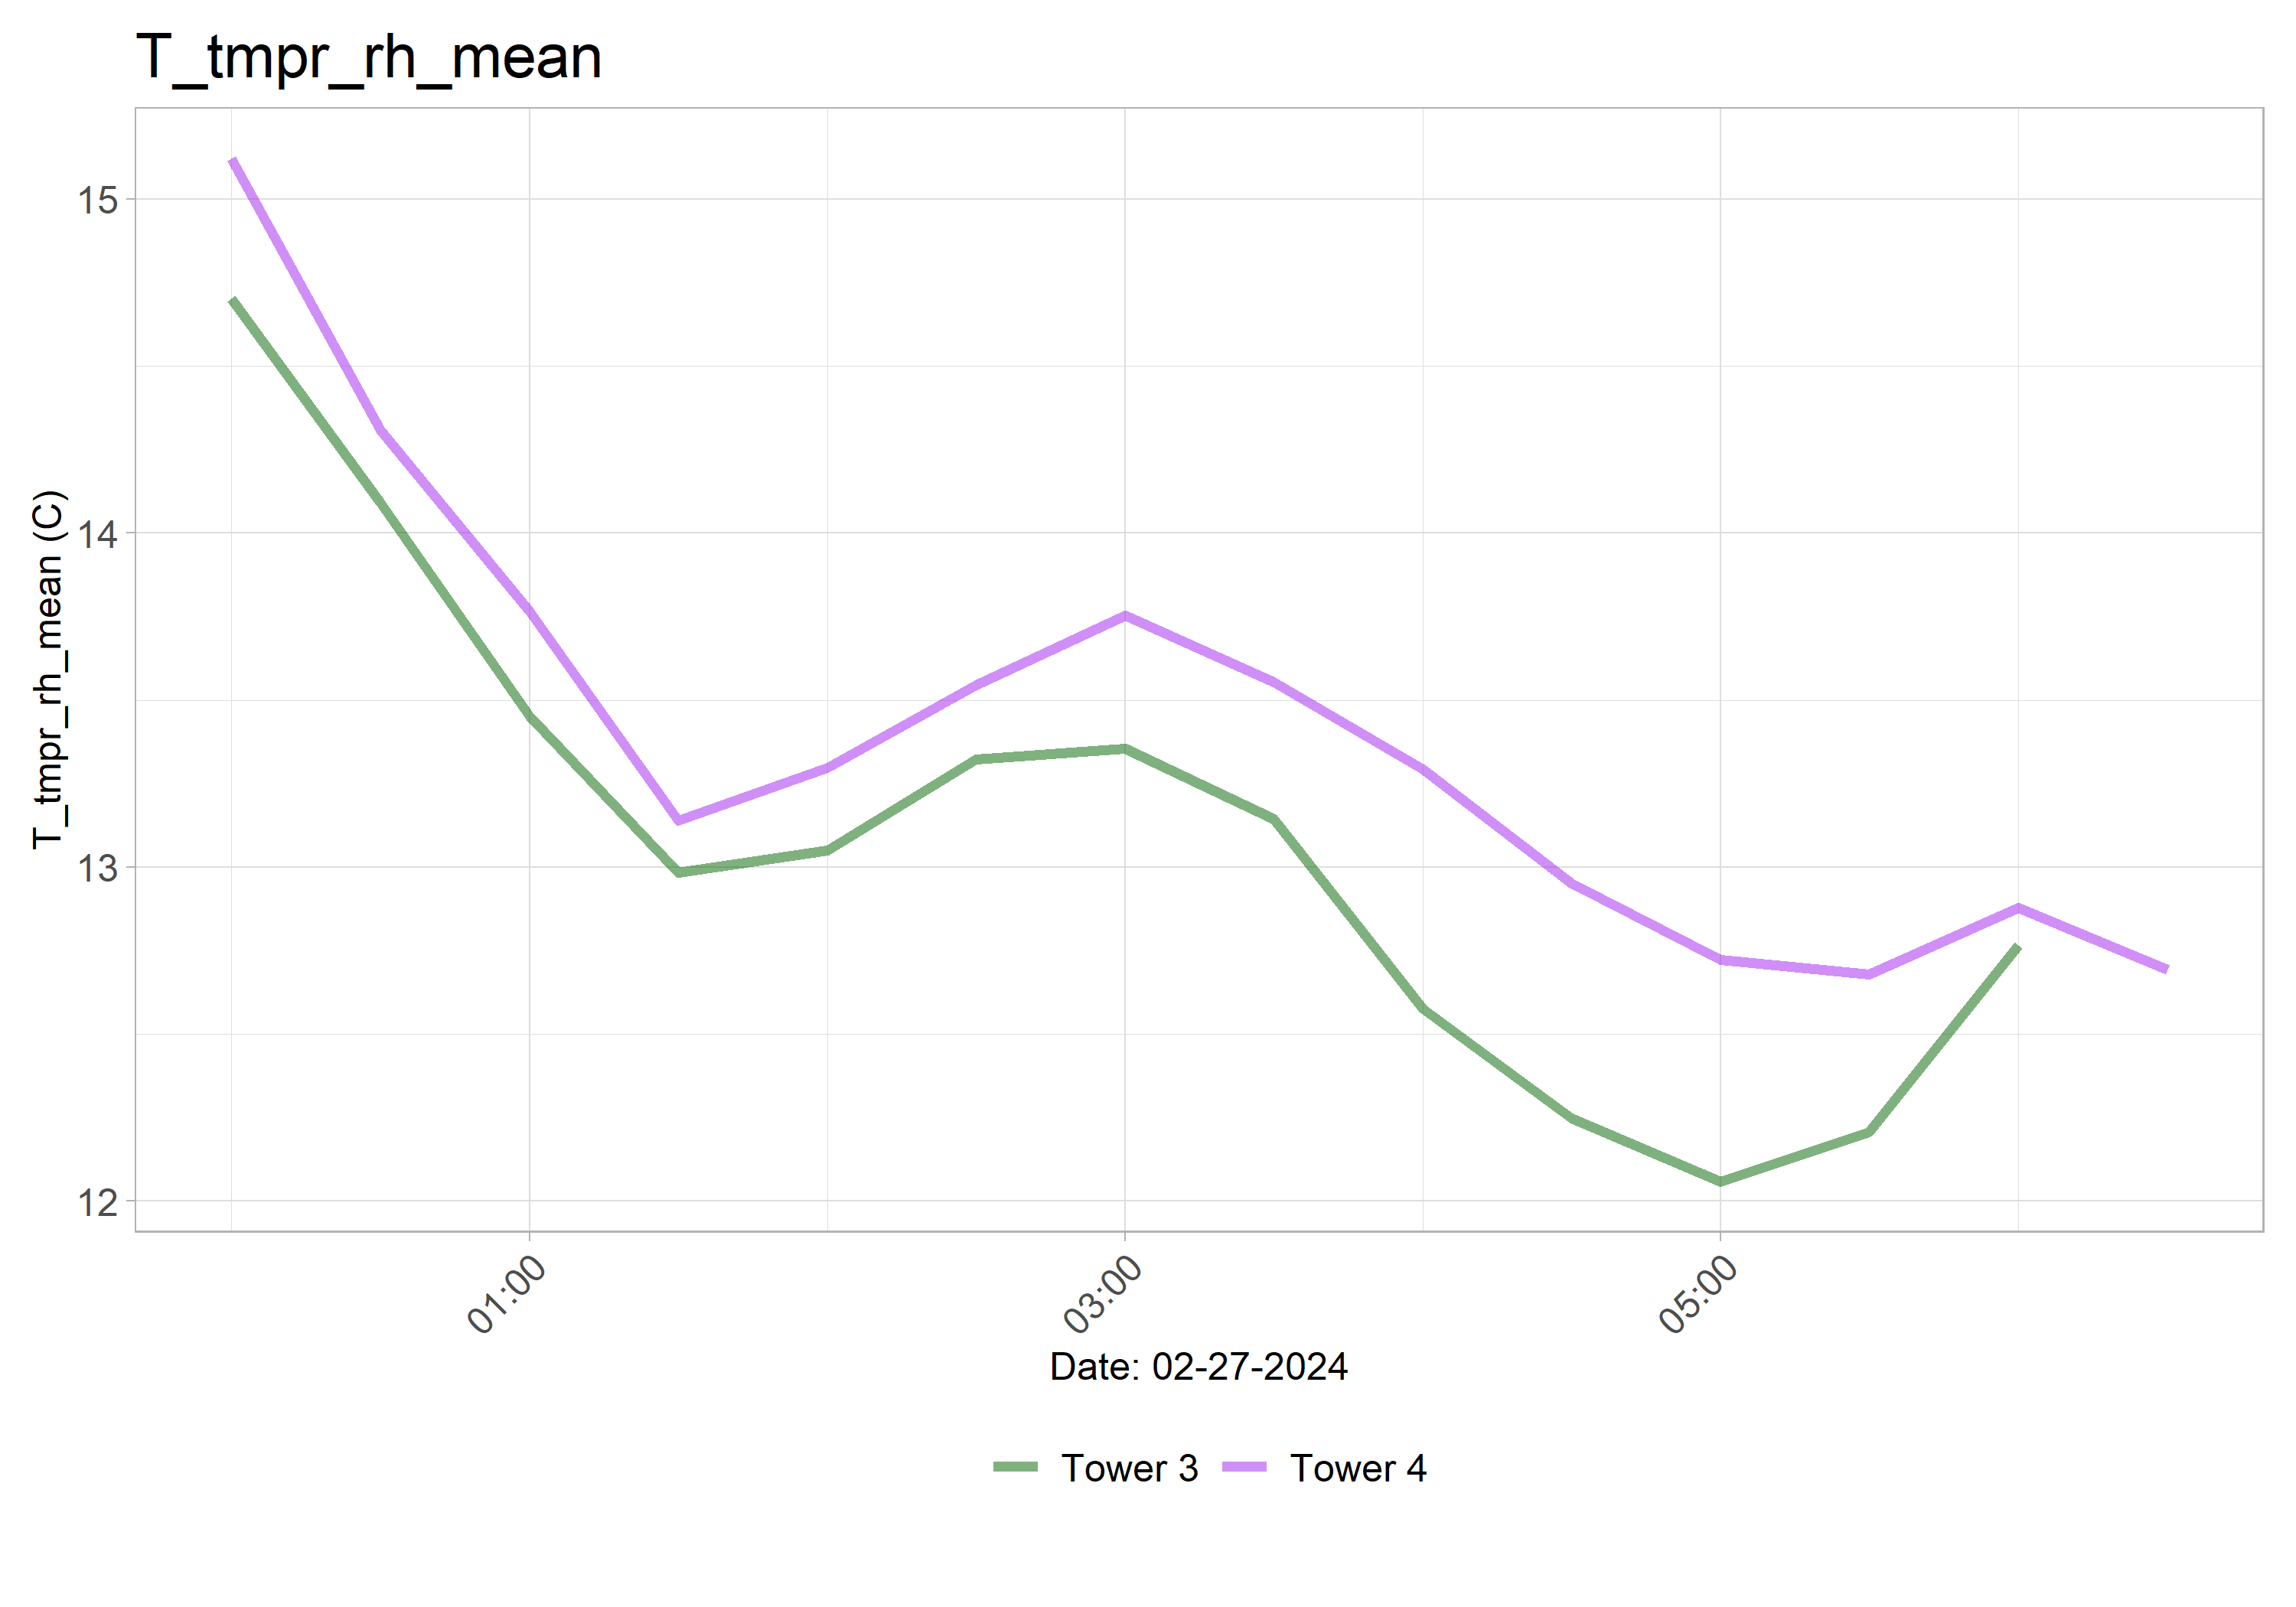 T_tmpr_rh_mean
T_tmpr_rh_mean (C)
15
14
13
12
01:00
03:00
05:00
Date: 02-27-2024
Tower 3
Tower 4